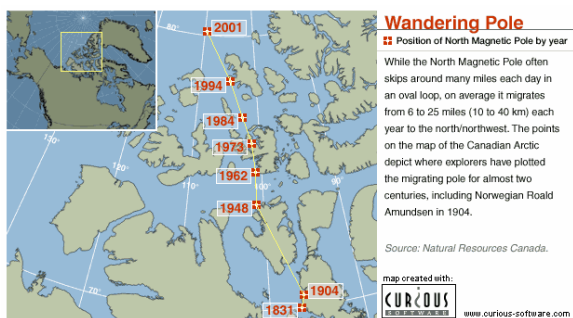 Wandering Pole
Position of North Magnetic Pole by year
While the North Magnetic Pole often
skips around many miles each day in
an oval loop, on average it migrates
from 6 to 25 miles (10 to 40 km) each
year to the north/northwest. The points
on the map of the Canadian Arctic
depict where explorers have plotted
the migrating pole for almost two
centuries, including Norwegian Roald
Amundsen in 1904.
Source: Natural Resources Canada.
map created with:
CURIOUS
SOFTWARE
www.curious-software.com
80°
2001
1994
1984
1973
1962
1948
1904
1831
130°
120°
110°
100°
90°
70°